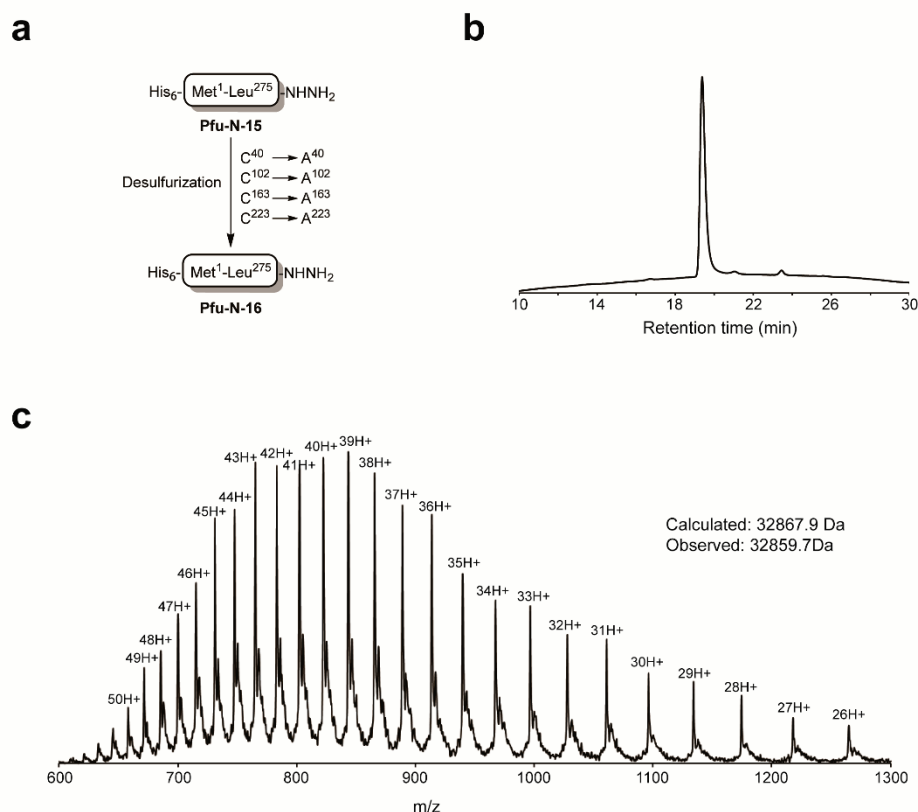 a
His6- Met1-Leu275 -NHNH2
Pfu-N-15
Desulfurization
C40 → A40
C102 → A102
C163 → A163
C223 → A223
His6- Met1-Leu275 -NHNH2
Pfu-N-16
b
10 14 18 22 26 30
Retention time (min)
c
50H+ 49H+ 48H+ 47H+ 46H+ 45H+ 44H+ 43H+ 42H+ 41H+ 40H+ 39H+ 38H+ 37H+ 36H+ 35H+ 34H+ 33H+ 32H+ 31H+ 30H+ 29H+ 28H+ 27H+ 26H+
Calculated: 32867.9 Da
Observed: 32859.7Da
600 700 800 900 1000 1100 1200 1300
m/z